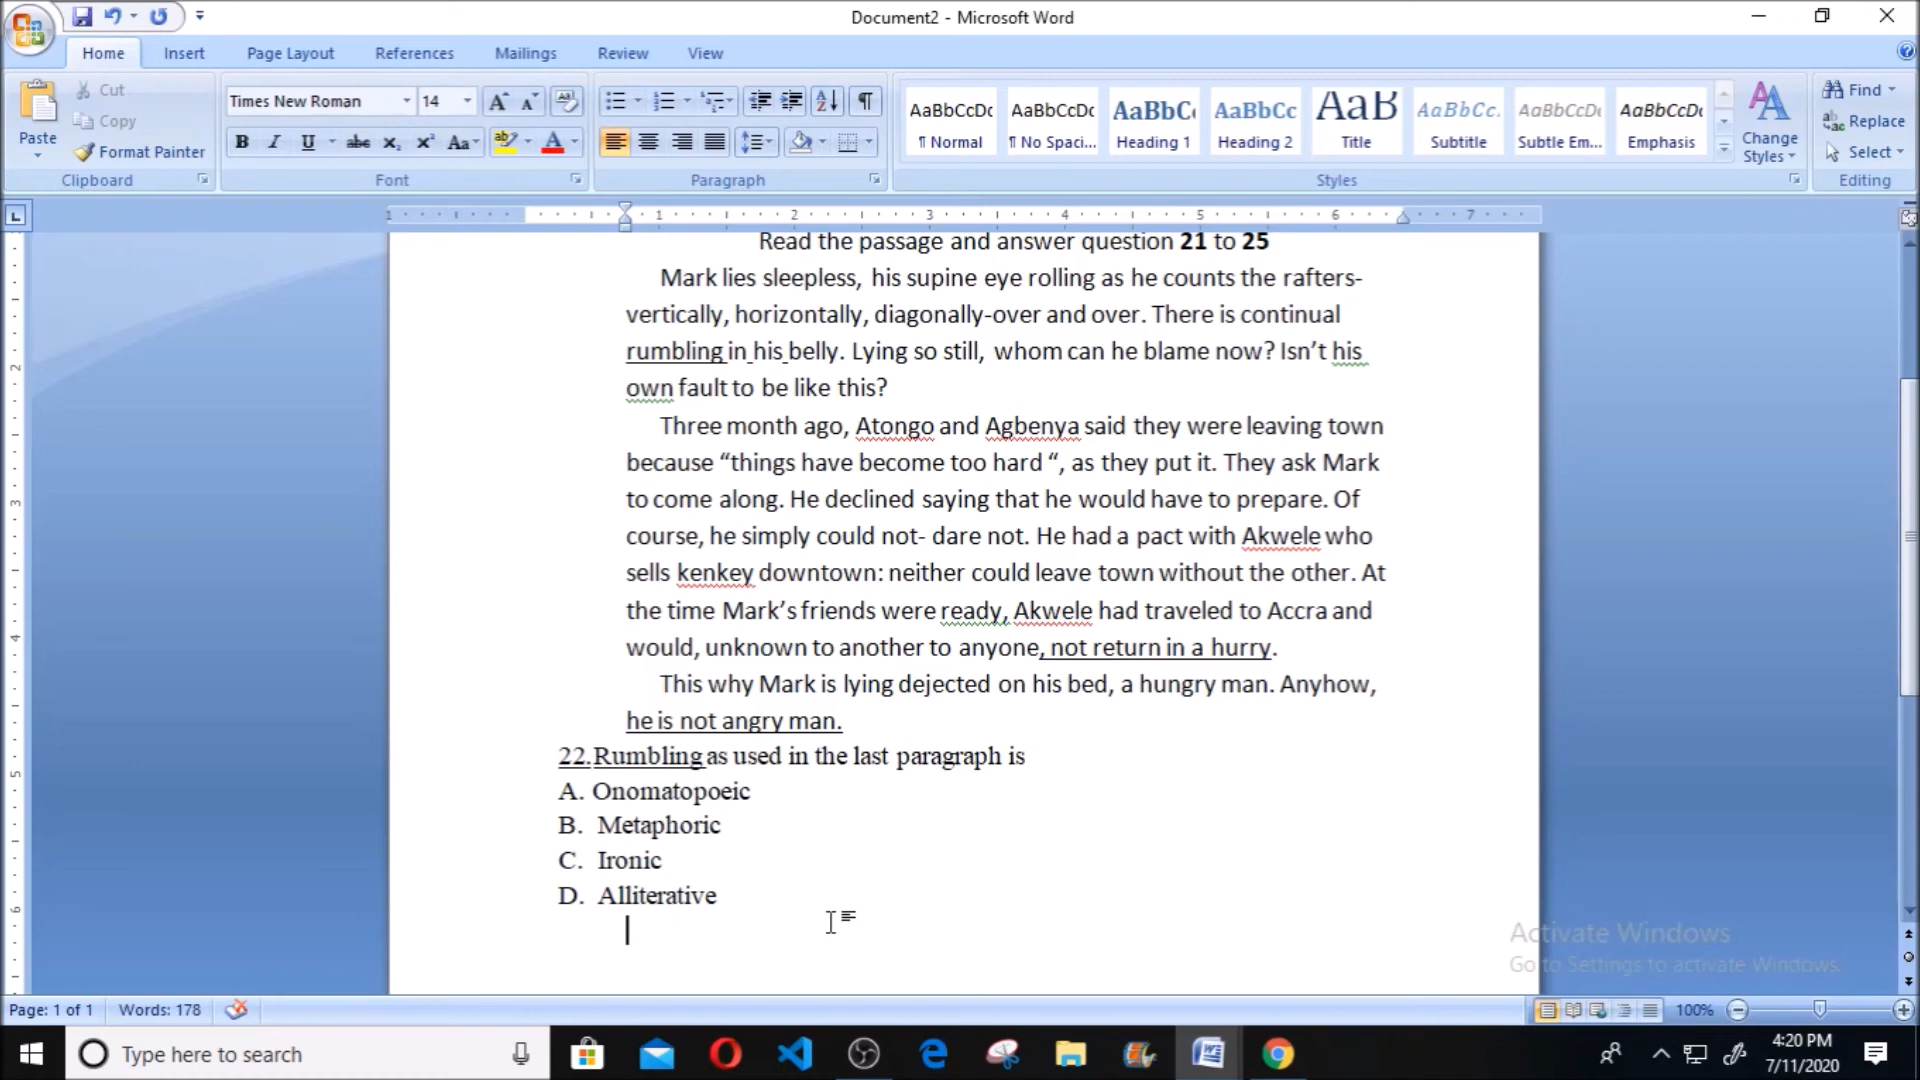 Document2 - Microsoft Word
Home Insert Page Layout References Mailings Review View
Paste Cut Copy Format Painter Clipboard
Times New Roman 14 Font
Paragraph
AaBbCcDc AaBbCcDc AaBbC AaBbCc AaB AaBbCc. AaBbCcDc AaBbCcDc
¶ Normal ¶ No Spaci... Heading 1 Heading 2 Title Subtitle Subtle Em... Emphasis
Styles
Change Styles
Find Replace Select Editing
1 1 2 3 4 5 6 7
Read the passage and answer question 21 to 25
Mark lies sleepless, his supine eye rolling as he counts the rafters-
vertically, horizontally, diagonally-over and over. There is continual
rumbling in his belly. Lying so still, whom can he blame now? Isn’t his
own fault to be like this?
Three month ago, Atongo and Agbenya said they were leaving town
because “things have become too hard “, as they put it. They ask Mark
to come along. He declined saying that he would have to prepare. Of
course, he simply could not- dare not. He had a pact with Akwele who
sells kenkey downtown: neither could leave town without the other. At
the time Mark’s friends were ready, Akwele had traveled to Accra and
would, unknown to another to anyone, not return in a hurry.
This why Mark is lying dejected on his bed, a hungry man. Anyhow,
he is not angry man.
22.Rumbling as used in the last paragraph is
A. Onomatopoeic
B. Metaphoric
C. Ironic
D. Alliterative
Activate Windows
Go to Settings to activate Windows.
Page: 1 of 1 Words: 178 100%
Type here to search
4:20 PM
7/11/2020